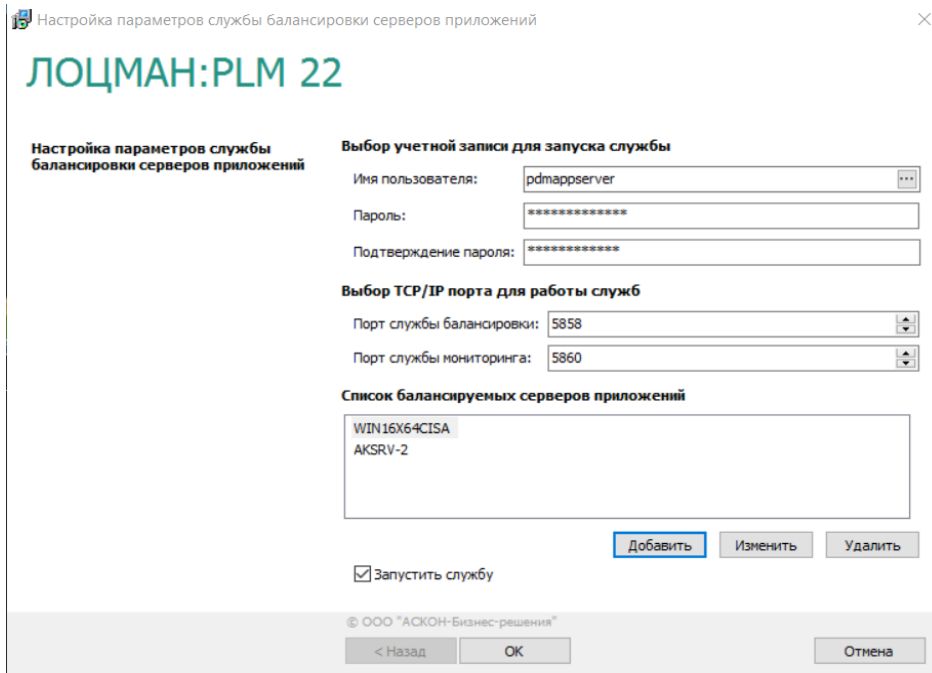 Настройка параметров службы балансировки серверов приложений
ЛОЦМАН:PLM 22
Настройка параметров службы
балансировки серверов приложений
Выбор учетной записи для запуска службы
Имя пользователя: pdmappserver ...
Пароль: *************
Подтверждение пароля: ************
Выбор TCP/IP порта для работы служб
Порт службы балансировки: 5858
Порт службы мониторинга: 5860
Список балансируемых серверов приложений
WIN16X64CISA
AKSRV-2
Добавить Изменить Удалить
Запустить службу
© ООО "АСКОН-Бизнес-решения"
< Назад OK Отмена